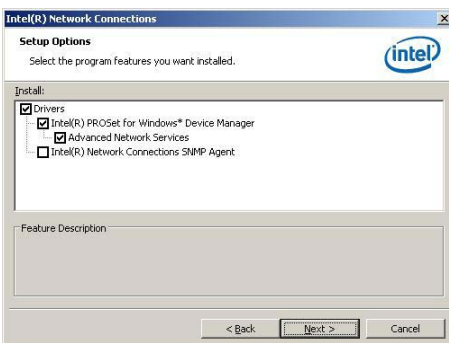 Intel(R) Network Connections
Setup Options
Select the program features you want installed.
intel
Install:
Drivers
Intel(R) PROSet for Windows* Device Manager
Advanced Network Services
Intel(R) Network Connections SNMP Agent
Feature Description
< Back
Next >
Cancel